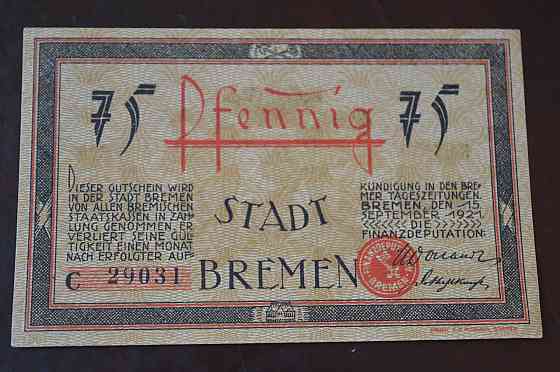 75 Pfennig 75
DIESER GUTSCHEIN WIRD
IN DER STADT BREMEN
VON ALLEN BREMISCHEN
STAATSKASSEN IN ZAH-
LUNG GENOMMEN. ER
VERLIERT SEINE GÜL-
TIGKEIT EINEN MONAT
NACH ERFOLGTER AUF-
C 29031
STADT
BREMEN
KÜNDIGUNG IN DEN BRE-
MER TAGESZEITUNGEN.
BREMEN, DEN 15.
SEPTEMBER 1921
DIE
FINANZDEPUTATION: